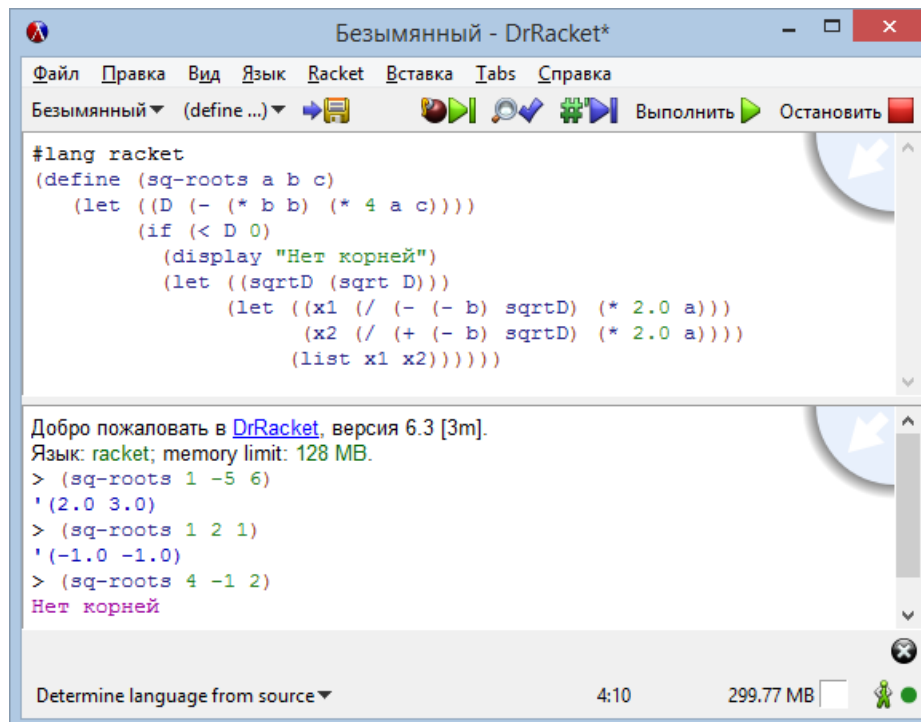 Безымянный - DrRacket*
Файл Правка Вид Язык Racket Вставка Tabs Справка
Безымянный (define ...) Выполнить Остановить
#lang racket
(define (sq-roots a b c)
(let ((D (- (* b b) (* 4 a c))))
(if (< D 0)
(display "Нет корней")
(let ((sqrtD (sqrt D)))
(let ((x1 (/ (- (- b) sqrtD) (* 2.0 a)))
(x2 (/ (+ (- b) sqrtD) (* 2.0 a))))
(list x1 x2))))))
Добро пожаловать в DrRacket, версия 6.3 [3m].
Язык: racket; memory limit: 128 MB.
> (sq-roots 1 -5 6)
'(2.0 3.0)
> (sq-roots 1 2 1)
'(-1.0 -1.0)
> (sq-roots 4 -1 2)
Нет корней
Determine language from source 4:10 299.77 MB